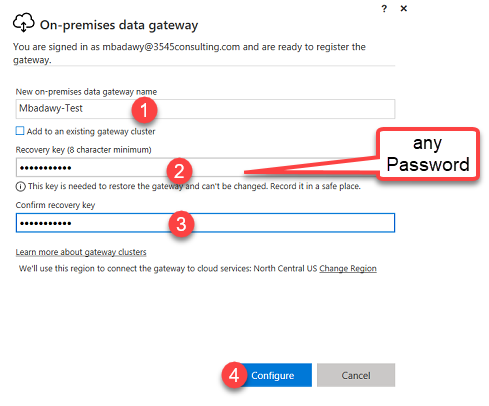 ? ×
On-premises data gateway
You are signed in as mbadawy@3545consulting.com and are ready to register the
gateway.
New on-premises data gateway name
Mbadawy-Test
1
Add to an existing gateway cluster
Recovery key (8 character minimum)
any
Password
•••••••••••
2
This key is needed to restore the gateway and can't be changed. Record it in a safe place.
Confirm recovery key
•••••••••••
3
Learn more about gateway clusters
We'll use this region to connect the gateway to cloud services: North Central US Change Region
4 Configure Cancel